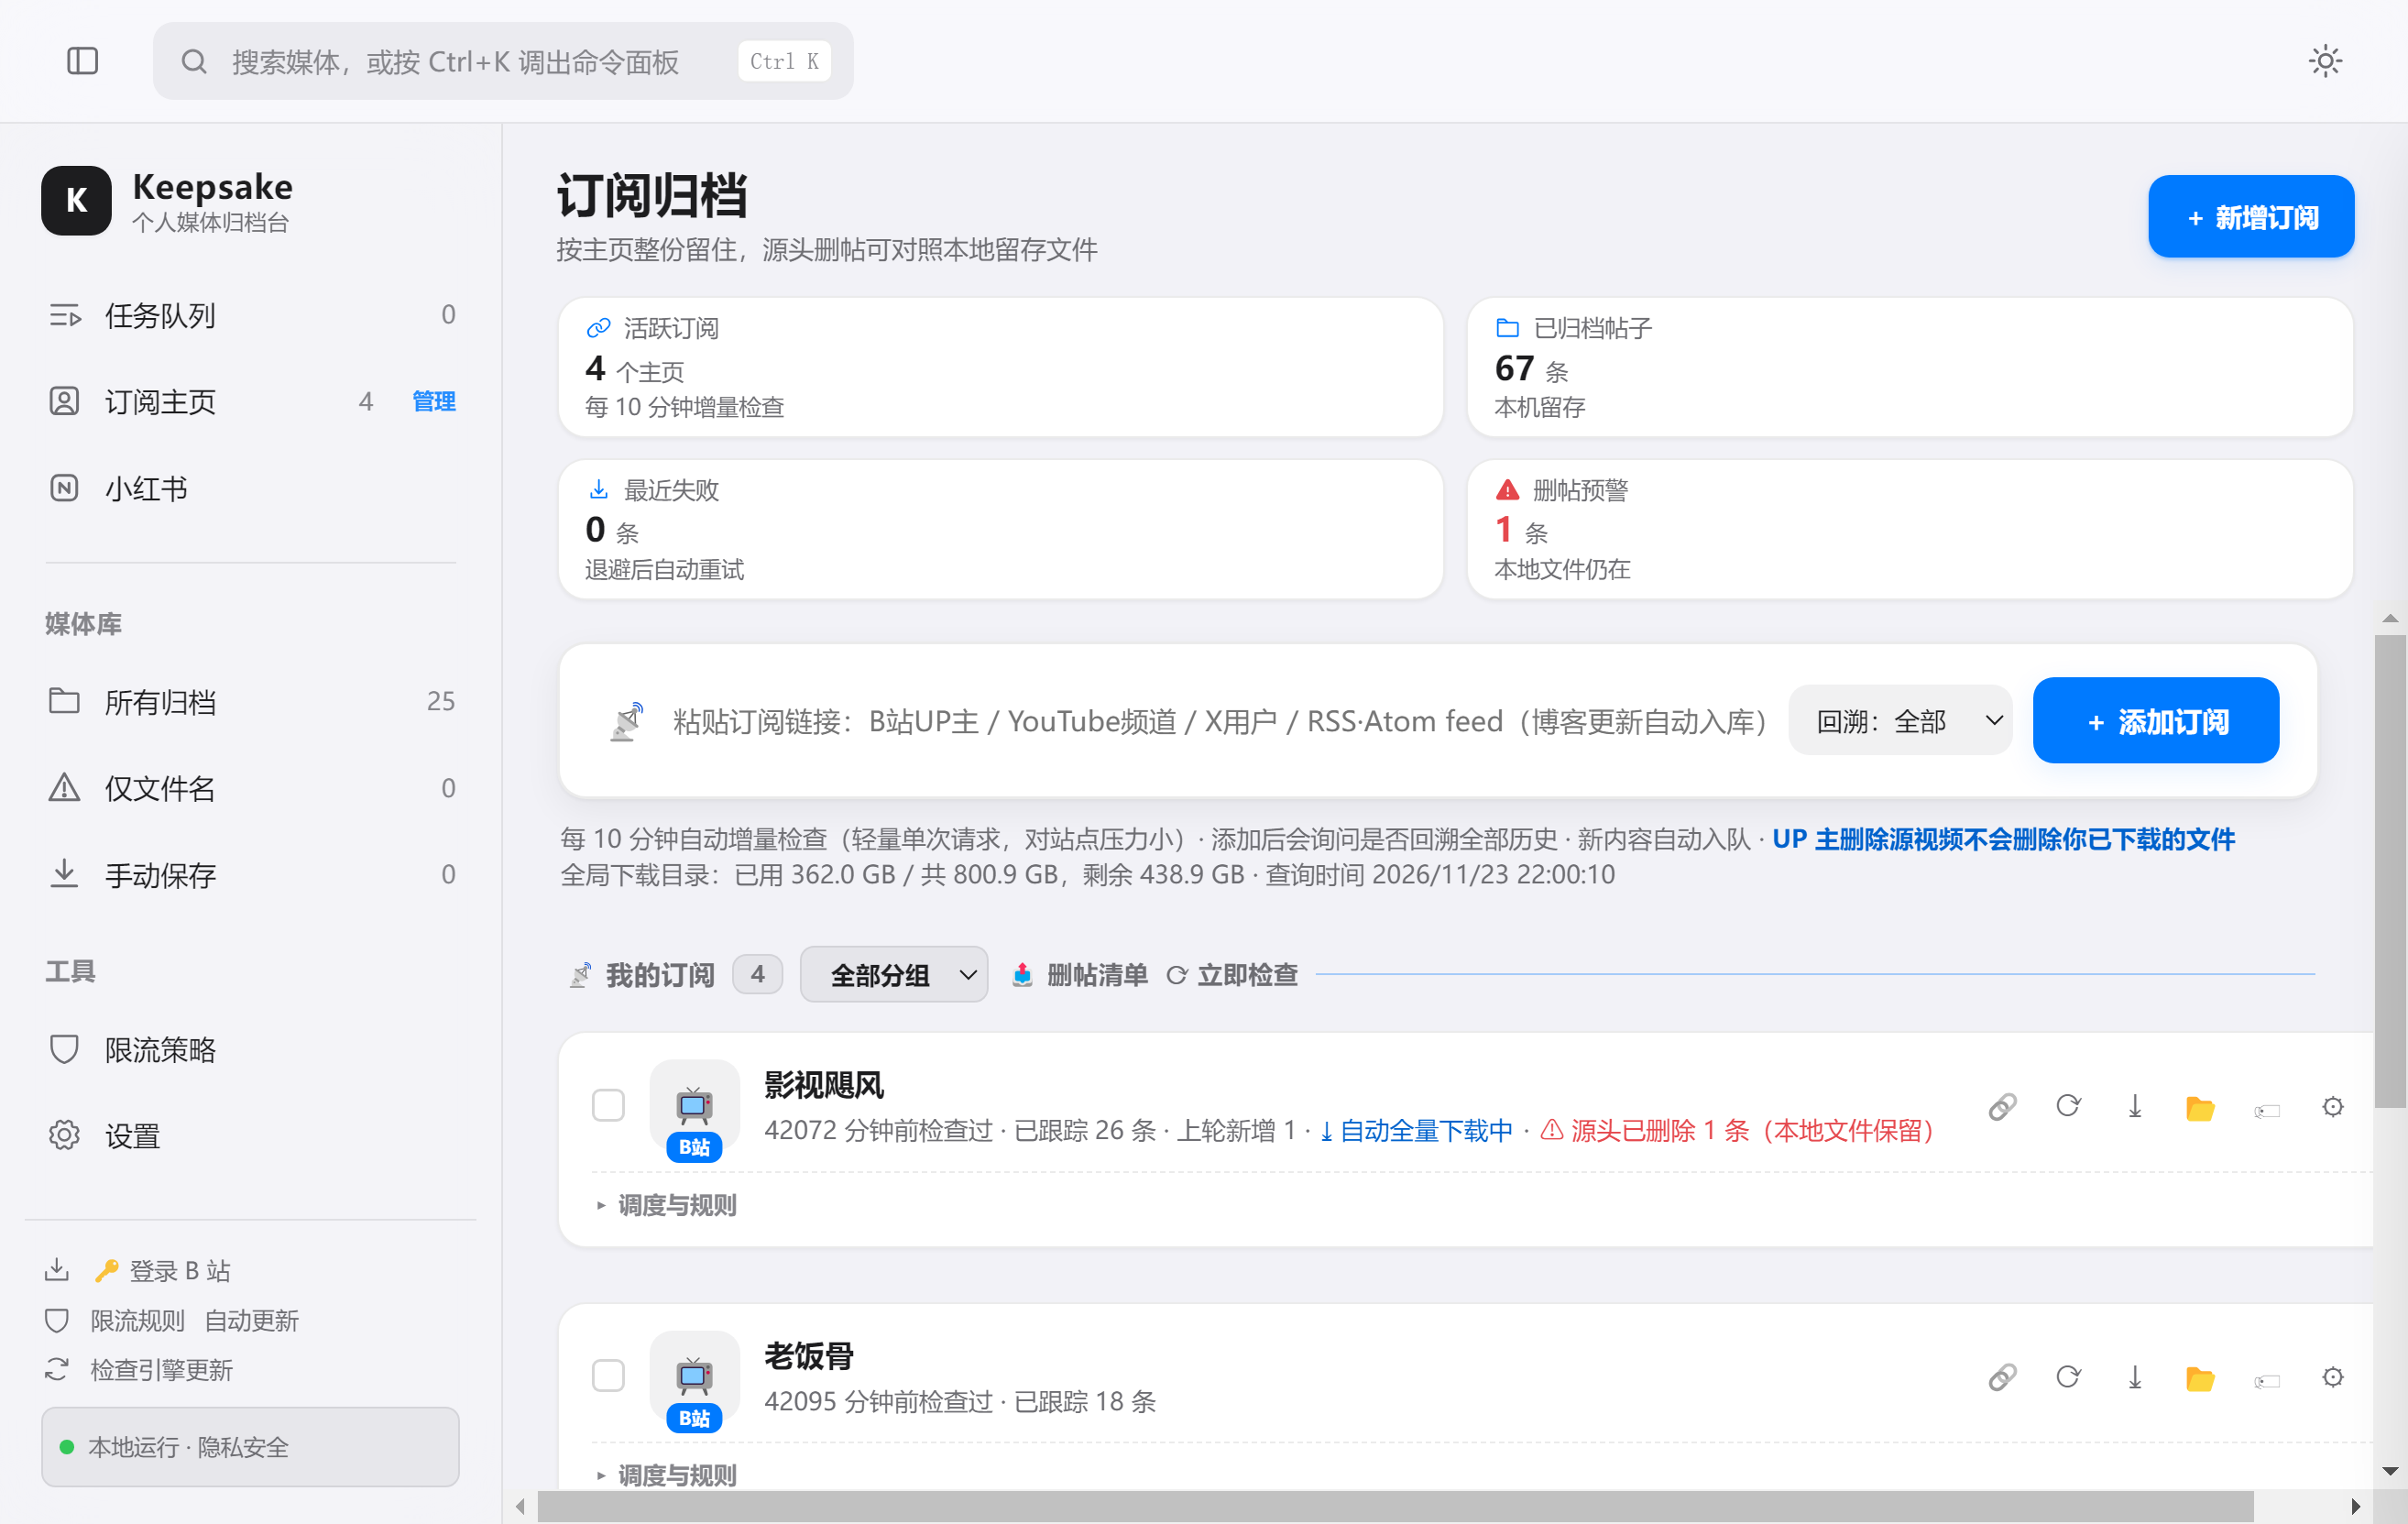 搜索媒体，或按 Ctrl+K 调出命令面板 Ctrl K
K
Keepsake
个人媒体归档台
任务队列 0
订阅主页 4 管理
小红书
媒体库
所有归档 25
仅文件名 0
手动保存 0
工具
限流策略
设置
🔑 登录 B 站
限流规则 自动更新
检查引擎更新
本地运行 · 隐私安全
订阅归档
按主页整份留住，源头删帖可对照本地留存文件
+ 新增订阅
活跃订阅
4 个主页
每 10 分钟增量检查
已归档帖子
67 条
本机留存
最近失败
0 条
退避后自动重试
删帖预警
1 条
本地文件仍在
粘贴订阅链接：B站UP主 / YouTube频道 / X用户 / RSS·Atom feed（博客更新自动入库）
回溯：全部
+ 添加订阅
每 10 分钟自动增量检查（轻量单次请求，对站点压力小）· 添加后会询问是否回溯全部历史 · 新内容自动入队 · UP 主删除源视频不会删除你已下载的文件
全局下载目录：已用 362.0 GB / 共 800.9 GB，剩余 438.9 GB · 查询时间 2026/11/23 22:00:10
我的订阅 4 全部分组 删帖清单 立即检查
影视飓风
B站
42072 分钟前检查过 · 已跟踪 26 条 · 上轮新增 1 · ↓自动全量下载中 · ⚠ 源头已删除 1 条（本地文件保留）
▸ 调度与规则
老饭骨
B站
42095 分钟前检查过 · 已跟踪 18 条
▸ 调度与规则